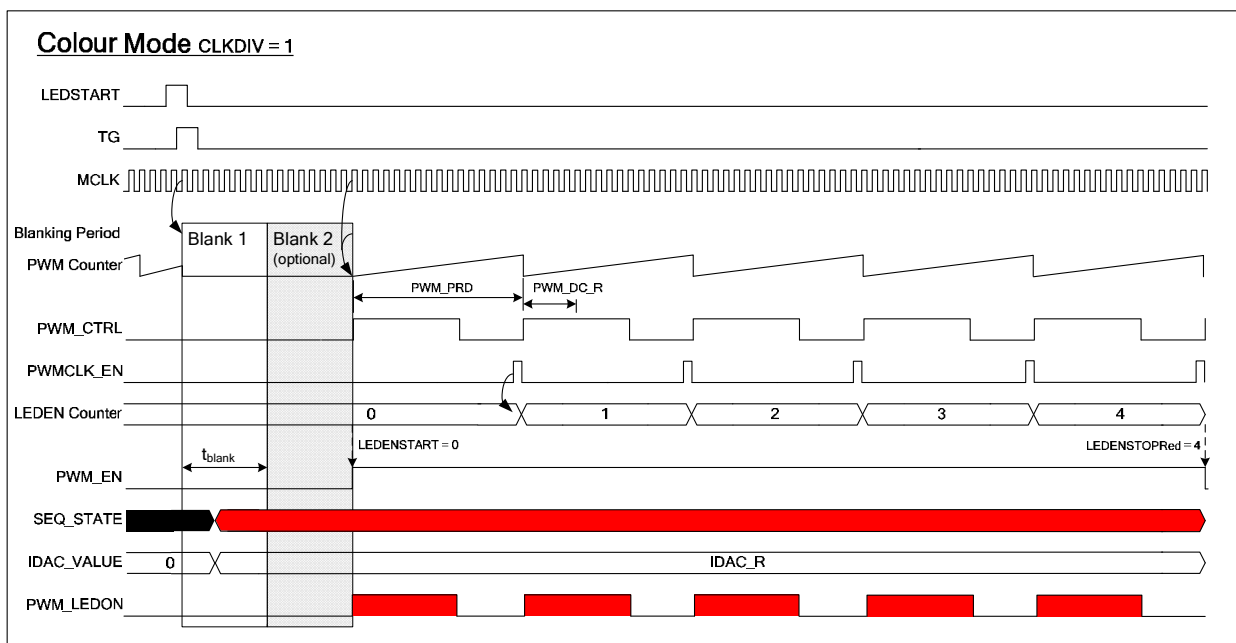 Colour Mode CLKDIV = 1
LEDSTART
TG
MCLK
Blanking Period
Blank 1
Blank 2
(optional)
PWM Counter
PWM_PRD
PWM_DC_R
PWM_CTRL
PWMCLK_EN
LEDEN Counter
0 1 2 3 4
LEDENSTART = 0
LEDENSTOPRed = 4
tblank
PWM_EN
SEQ_STATE
IDAC_VALUE
0
IDAC_R
PWM_LEDON